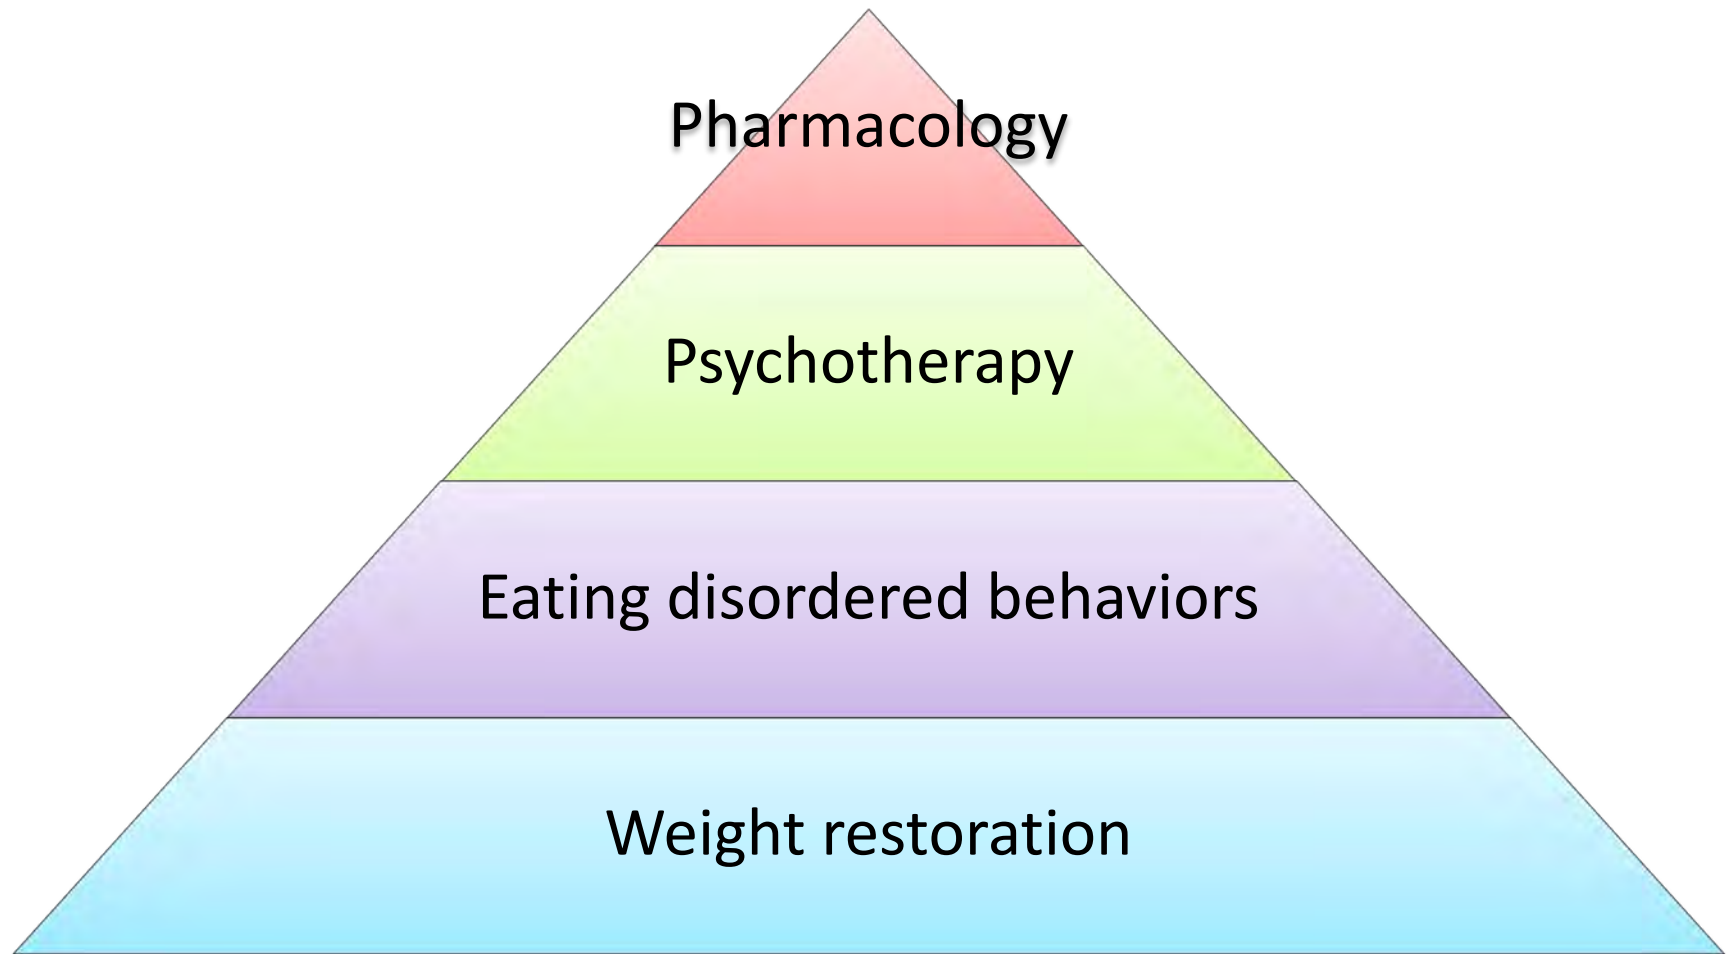 Pharmacology
Psychotherapy
Eating disordered behaviors
Weight restoration